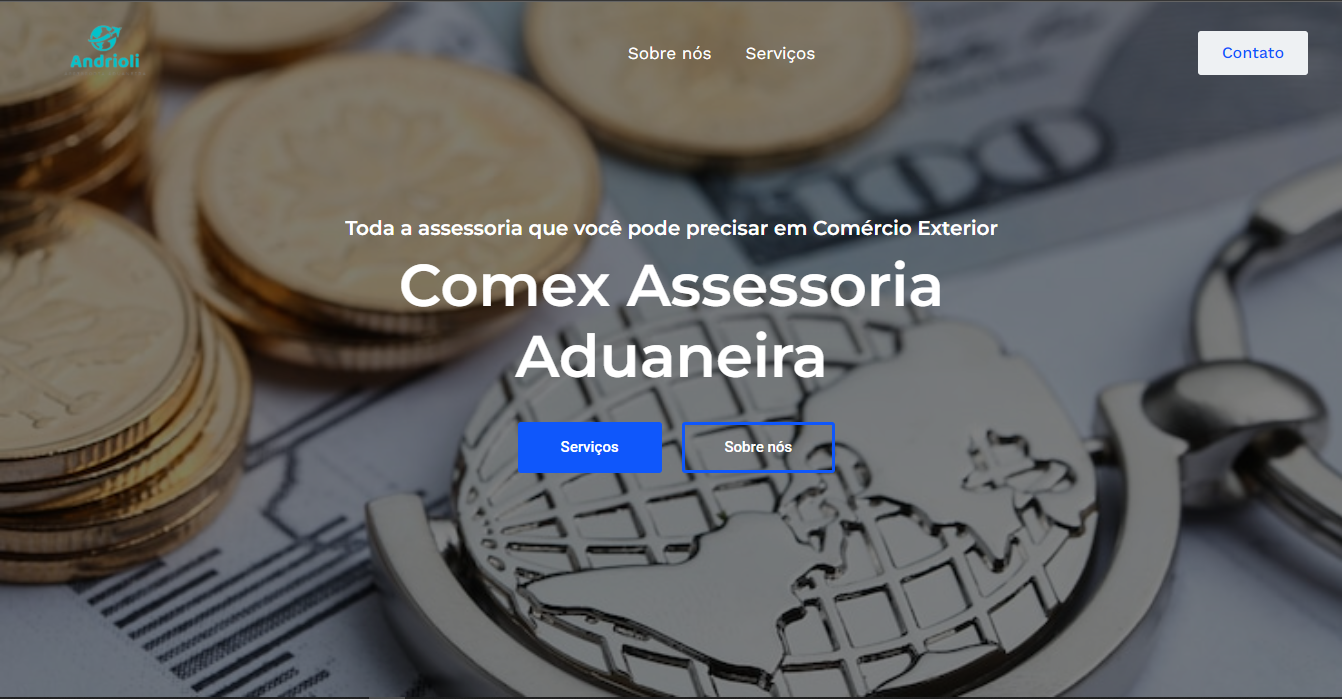 Andrioli
Sobre nós
Serviços
Contato
Toda a assessoria que você pode precisar em Comércio Exterior
Comex Assessoria
Aduaneira
Serviços
Sobre nós